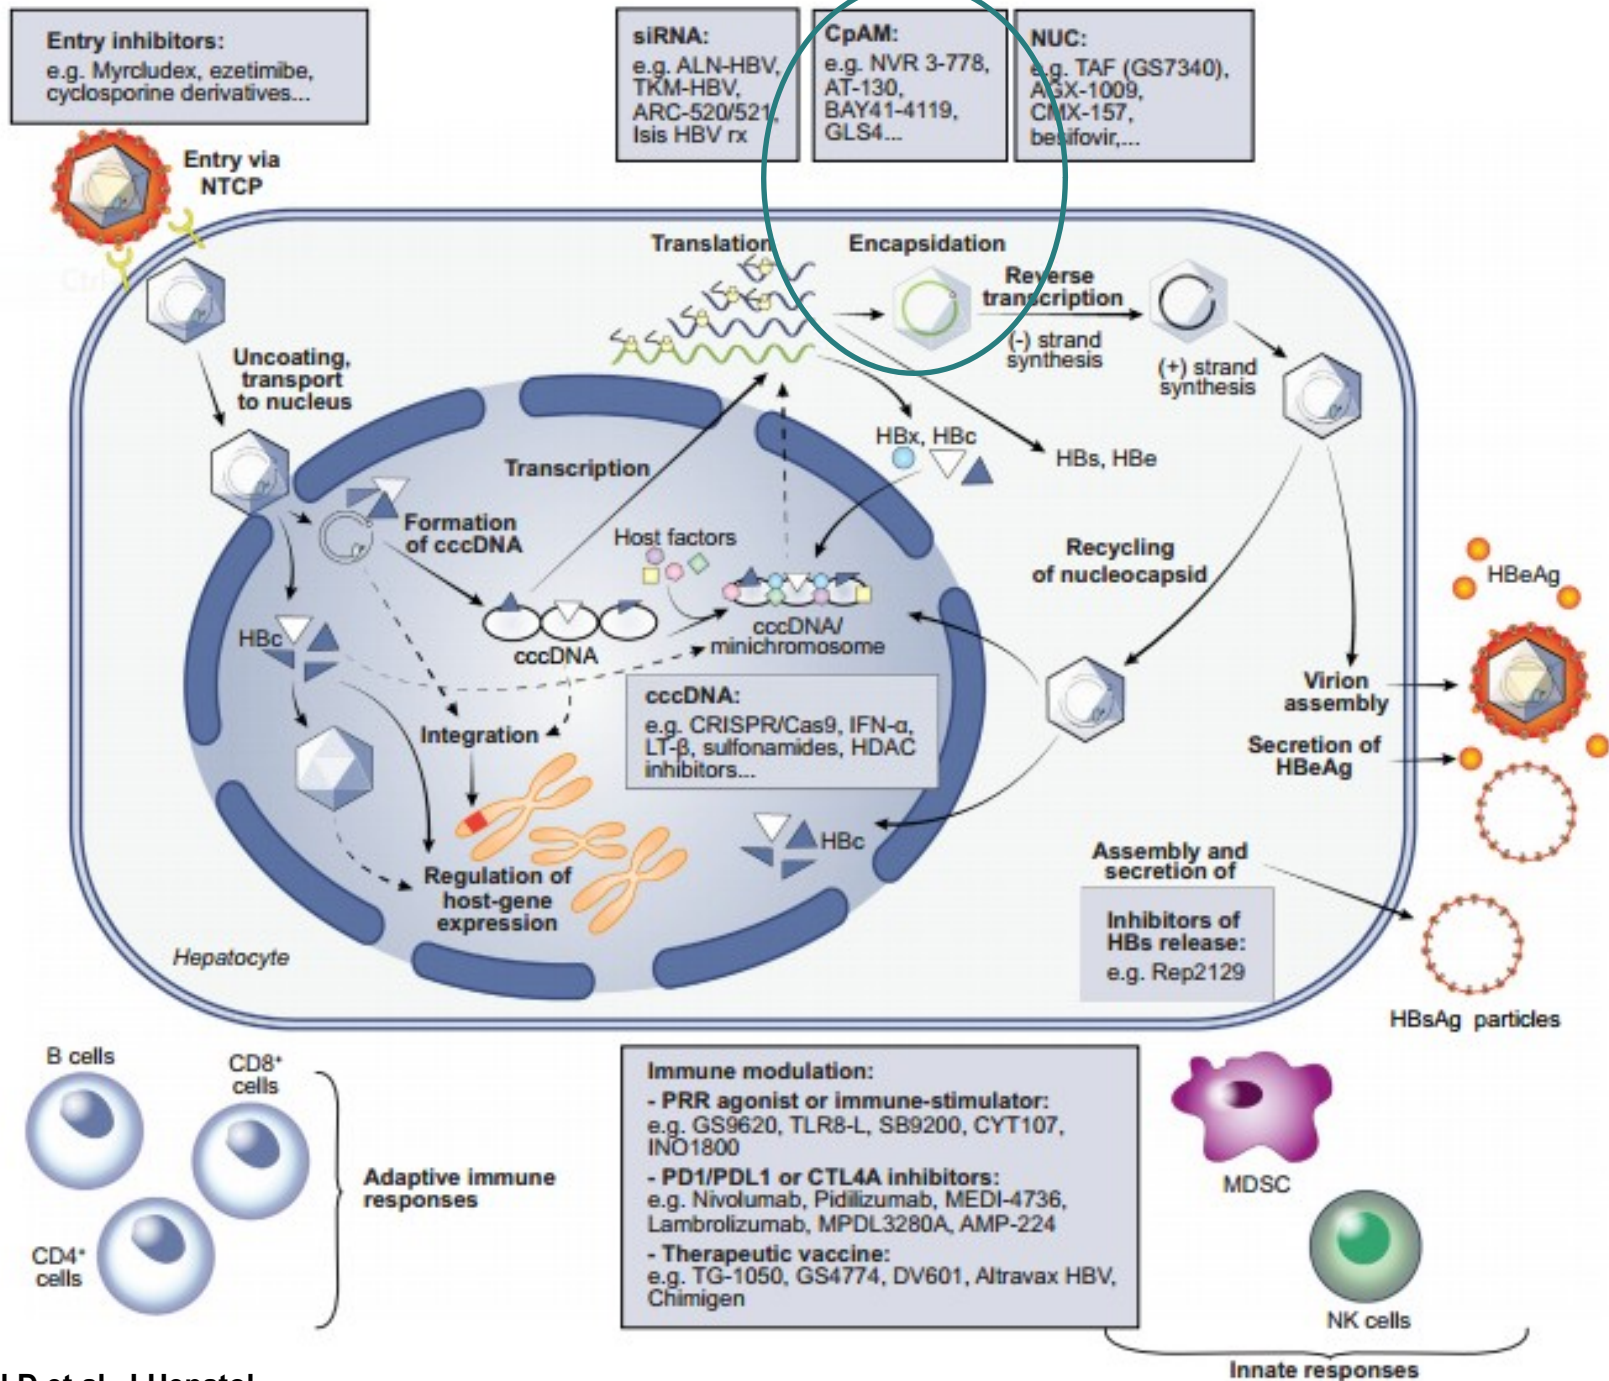 Entry inhibitors:
e.g. Myrcludex, ezetimibe,
cyclosporine derivatives...
siRNA:
e.g. ALN-HBV,
TKM-HBV,
ARC-520/521,
Isis HBV rx
CpAM:
e.g. NVR 3-778,
AT-130,
BAY41-4119,
GLS4...
NUC:
e.g. TAF (GS7340),
AGX-1009,
CMX-157,
besifovir,...
Entry via
NTCP
Translation
Encapsidation
Reverse
transcription
(-) strand
synthesis
(+) strand
synthesis
Uncoating,
transport
to nucleus
HBx, HBc
HBs, HBe
Transcription
Formation
of cccDNA
Host factors
Recycling
of nucleocapsid
HBeAg
HBc
cccDNA
cccDNA/
minichromosome
cccDNA:
e.g. CRISPR/Cas9, IFN-α,
LT-β, sulfonamides, HDAC
inhibitors...
Integration
Virion
assembly
Secretion of
HBeAg
HBc
Regulation of
host-gene
expression
Assembly and
secretion of
Inhibitors of
HBs release:
e.g. Rep2129
Hepatocyte
HBsAg particles
B cells
CD8+
cells
CD4+
cells
Adaptive immune
responses
Immune modulation:
- PRR agonist or immune-stimulator:
e.g. GS9620, TLR8-L, SB9200, CYT107,
INO1800
- PD1/PDL1 or CTL4A inhibitors:
e.g. Nivolumab, Pidilizumab, MEDI-4736,
Lambrolizumab, MPDL3280A, AMP-224
- Therapeutic vaccine:
e.g. TG-1050, GS4774, DV601, Altravax HBV,
Chimigen
MDSC
NK cells
Innate responses